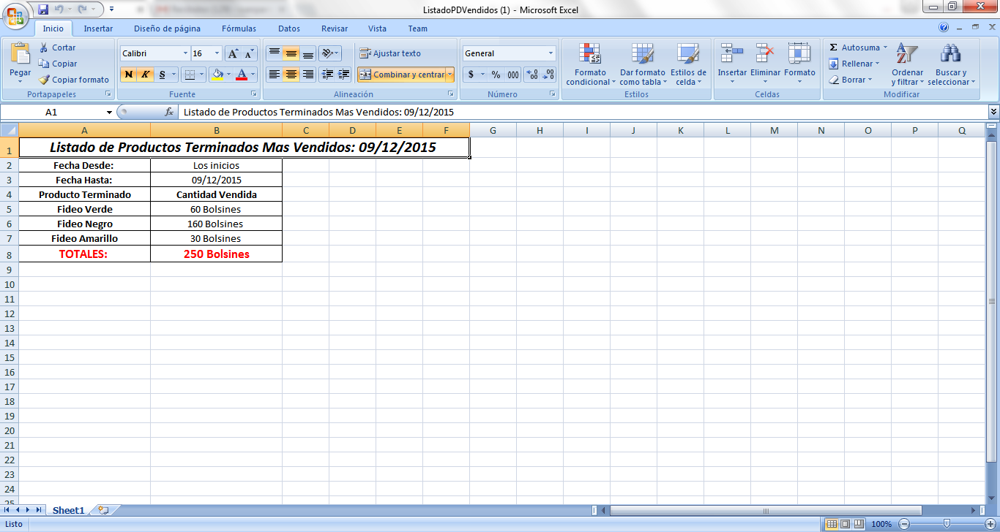 ListadoPDVendidos (1) - Microsoft Excel
Inicio Insertar Diseño de página Fórmulas Datos Revisar Vista Team
Pegar
Cortar
Copiar
Copiar formato
Portapapeles
Calibri 16
N K S
Fuente
Ajustar texto
Combinar y centrar
Alineación
General
$ % 000
Número
Formato condicional
Dar formato como tabla
Estilos de celda
Estilos
Insertar Eliminar Formato
Celdas
Σ Autosuma
Rellenar
Borrar
Ordenar y filtrar
Buscar y seleccionar
Modificar
A1 fx Listado de Productos Terminados Mas Vendidos: 09/12/2015
A B C D E F G H I J K L M N O P Q
1 Listado de Productos Terminados Mas Vendidos: 09/12/2015
2 Fecha Desde: Los inicios
3 Fecha Hasta: 09/12/2015
4 Producto Terminado Cantidad Vendida
5 Fideo Verde 60 Bolsines
6 Fideo Negro 160 Bolsines
7 Fideo Amarillo 30 Bolsines
8 TOTALES: 250 Bolsines
9
10
11
12
13
14
15
16
17
18
19
20
21
22
23
24
25
Sheet1
Listo 100%